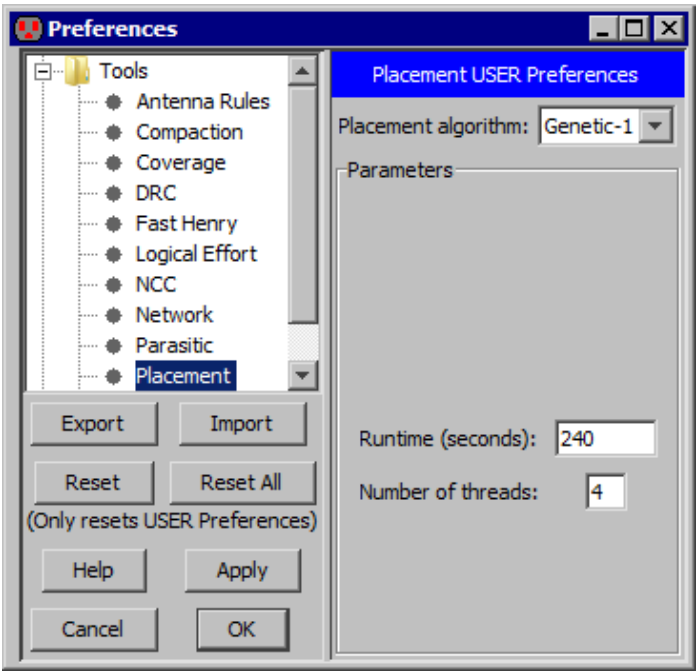 Preferences
Tools
Antenna Rules
Compaction
Coverage
DRC
Fast Henry
Logical Effort
NCC
Network
Parasitic
Placement
Export Import
Reset Reset All
(Only resets USER Preferences)
Help Apply
Cancel OK
Placement USER Preferences
Placement algorithm: Genetic-1
Parameters
Runtime (seconds): 240
Number of threads: 4